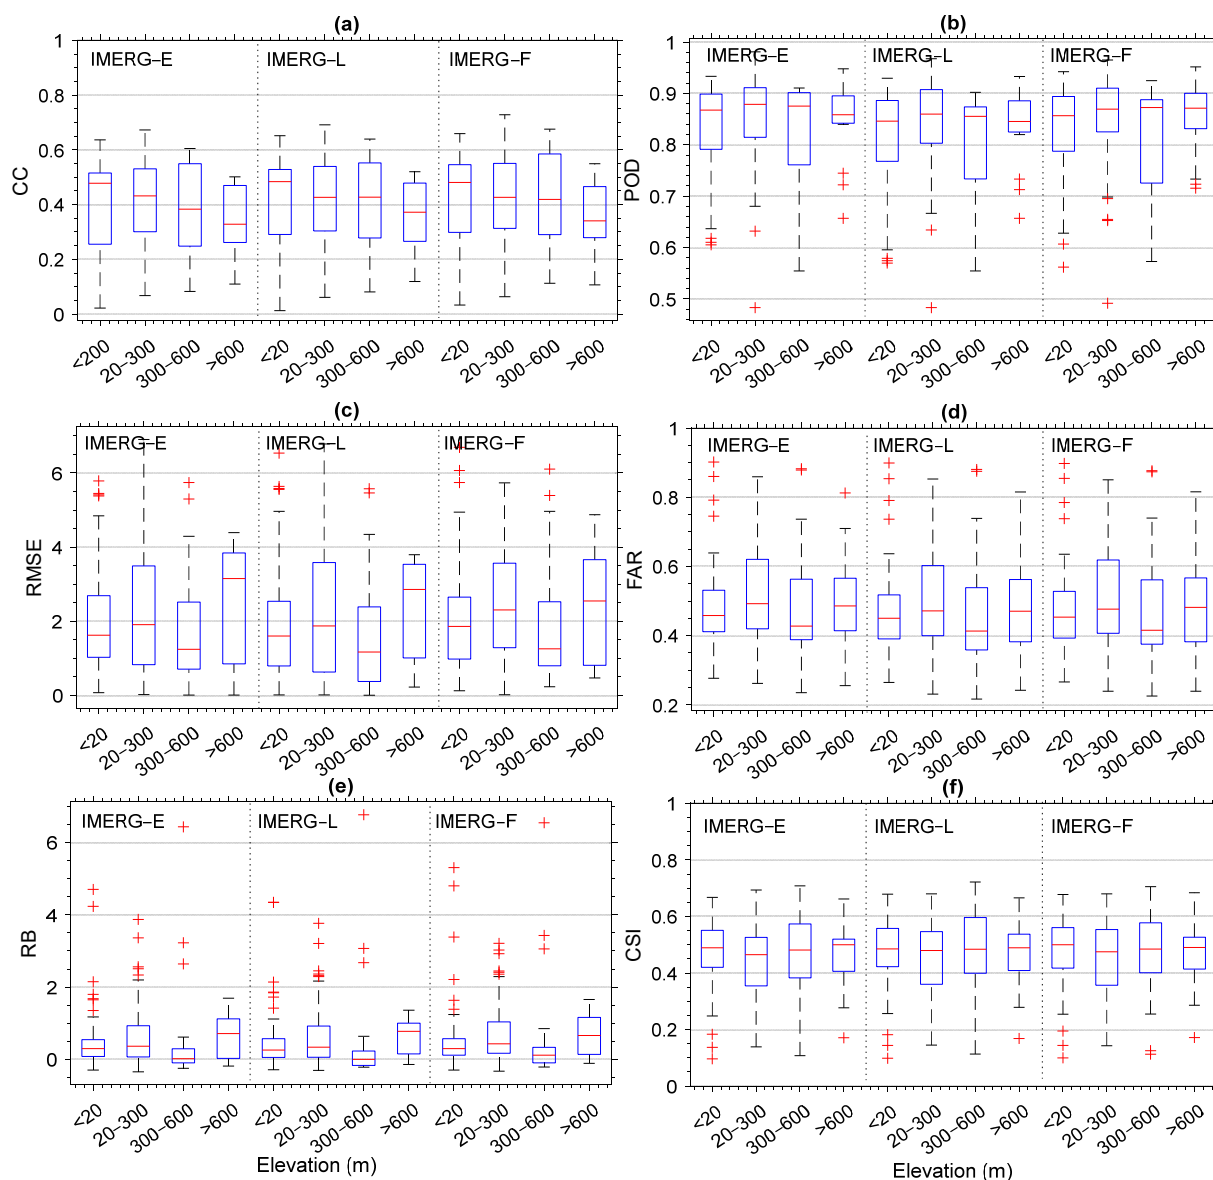 (a)
IMERG-E IMERG-L IMERG-F
1
0.8
0.6
0.4
0.2
0
CC
<200 20-300 300-600 >600 <20 20-300 300-600 >600 <20 20-300 300-600 >600
(b)
IMERG-E IMERG-L IMERG-F
1
0.9
0.8
0.7
0.6
0.5
POD
<20 20-300 300-600 >600 <20 20-300 300-600 >600 <20 20-300 300-600 >600
(c)
IMERG-E IMERG-L IMERG-F
6
4
2
0
RMSE
<20 20-300 300-600 >600 <20 20-300 300-600 >600 <20 20-300 300-600 >600
(d)
IMERG-E IMERG-L IMERG-F
1
0.8
0.6
0.4
0.2
FAR
<20 20-300 300-600 >600 <20 20-300 300-600 >600 <20 20-300 300-600 >600
(e)
IMERG-E IMERG-L IMERG-F
6
4
2
0
RB
<20 20-300 300-600 >600 <20 20-300 300-600 >600 <20 20-300 300-600 >600
Elevation (m)
(f)
IMERG-E IMERG-L IMERG-F
1
0.8
0.6
0.4
0.2
0
CSI
<20 20-300 300-600 >600 <20 20-300 300-600 >600 <20 20-300 300-600 >600
Elevation (m)